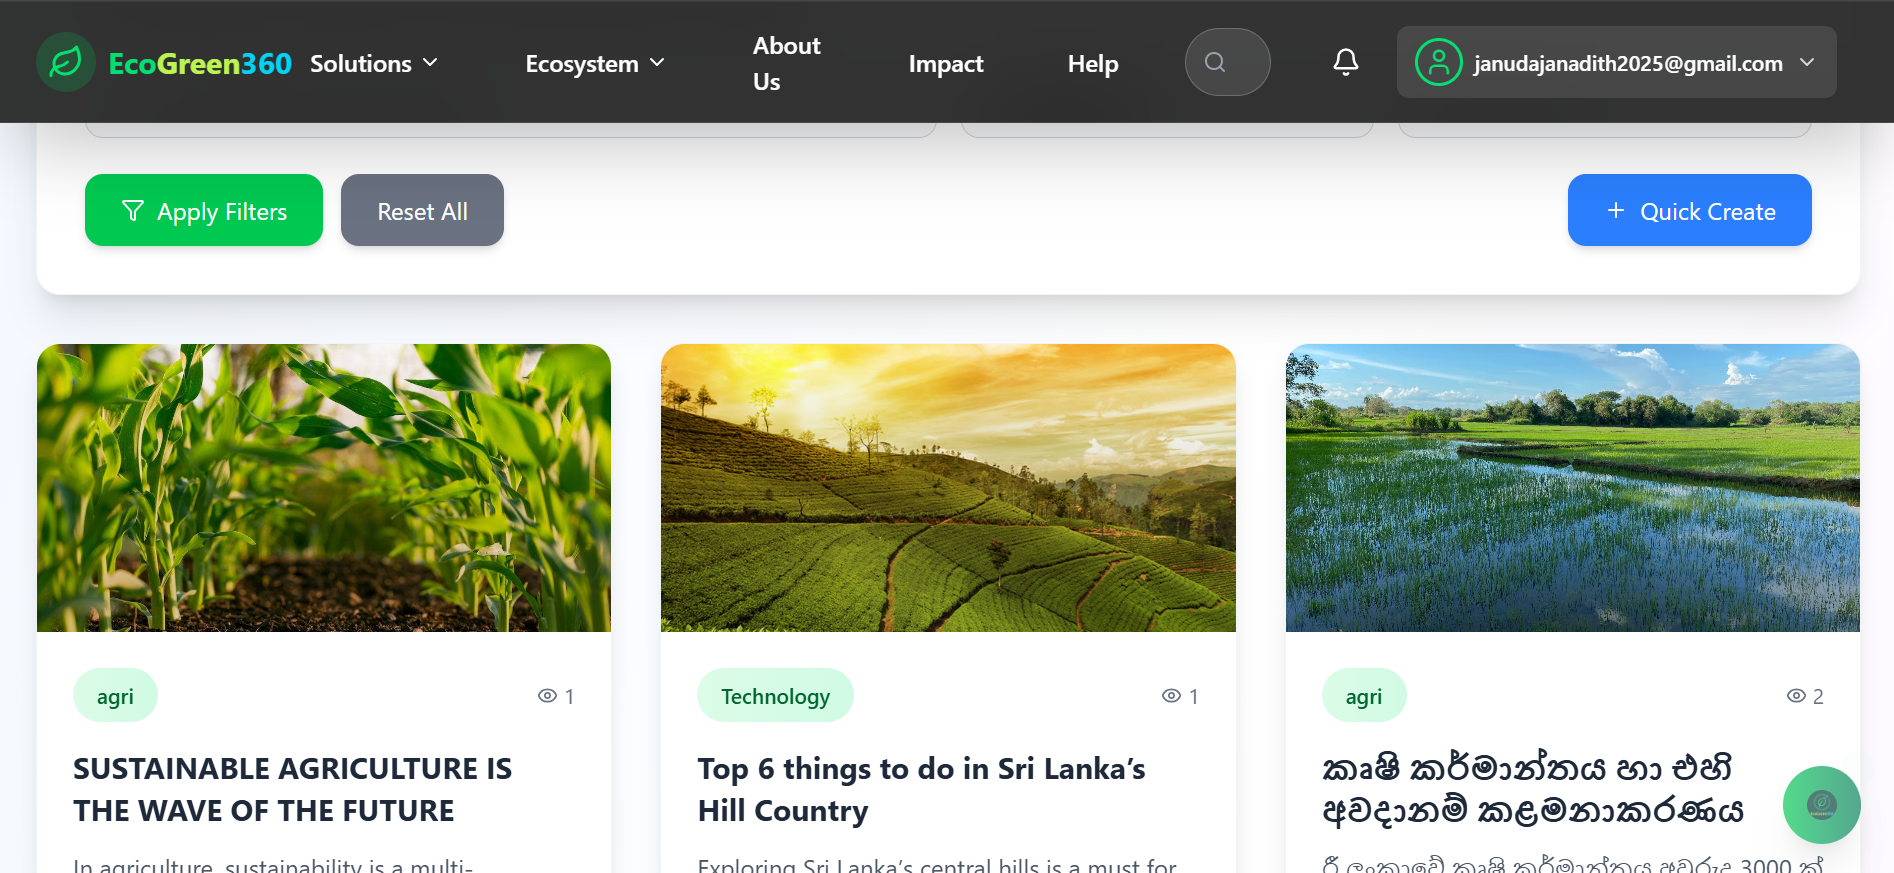 EcoGreen360
Solutions
Ecosystem
About
Us
Impact
Help
janudajanadith2025@gmail.com
Apply Filters
Reset All
Quick Create
agri
1
SUSTAINABLE AGRICULTURE IS
THE WAVE OF THE FUTURE
In agriculture, sustainability is a multi-
Technology
1
Top 6 things to do in Sri Lanka’s
Hill Country
Exploring Sri Lanka’s central hills is a must for
agri
2
කෘෂි කර්මාන්තය හා එහි
අවදානම් කළමනාකරණය
රී ලංකාවේ කෘෂි කර්මාන්තය අවුරුදු 3000 ක්